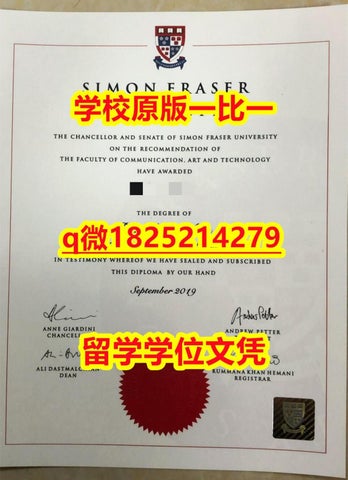 SIMON FRASER
学校原版一比一
THE CHANCELLOR AND SENATE OF SIMON FRASER UNIVERSITY
ON THE RECOMMENDATION OF
THE FACULTY OF COMMUNICATION, ART AND TECHNOLOGY
HAVE AWARDED
THE DEGREE OF
q微1825214279
IN TESTIMONY WHEREOF WE HAVE SEALED AND SUBSCRIBED
THIS DIPLOMA BY OUR HAND
September 2019
ANNE GIARDINI
CHANCEL
ANDREW PETTER
留学学位文凭
ALI DASTMAL
DEAN
RUMMANA KHAN HEMANI
REGISTRAR